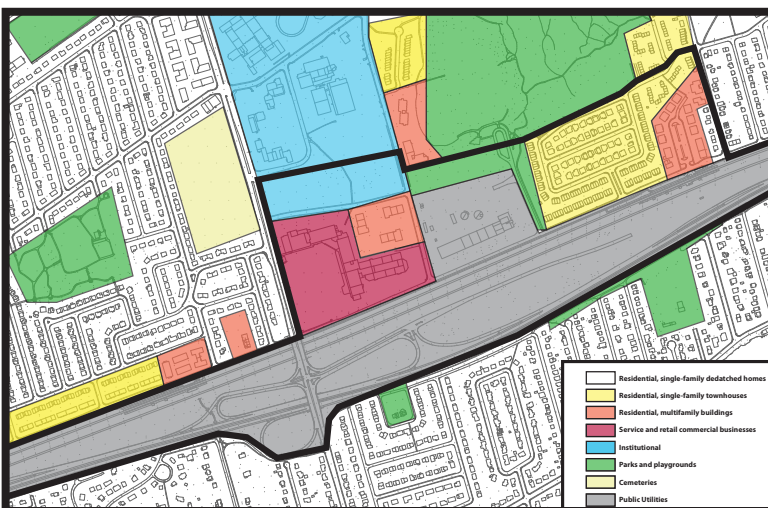 Residential, single-family dedatched homes
Residential, single-family townhouses
Residential, multifamily buildings
Service and retail commercial businesses
Institutional
Parks and playgrounds
Cemeteries
Public Utilities